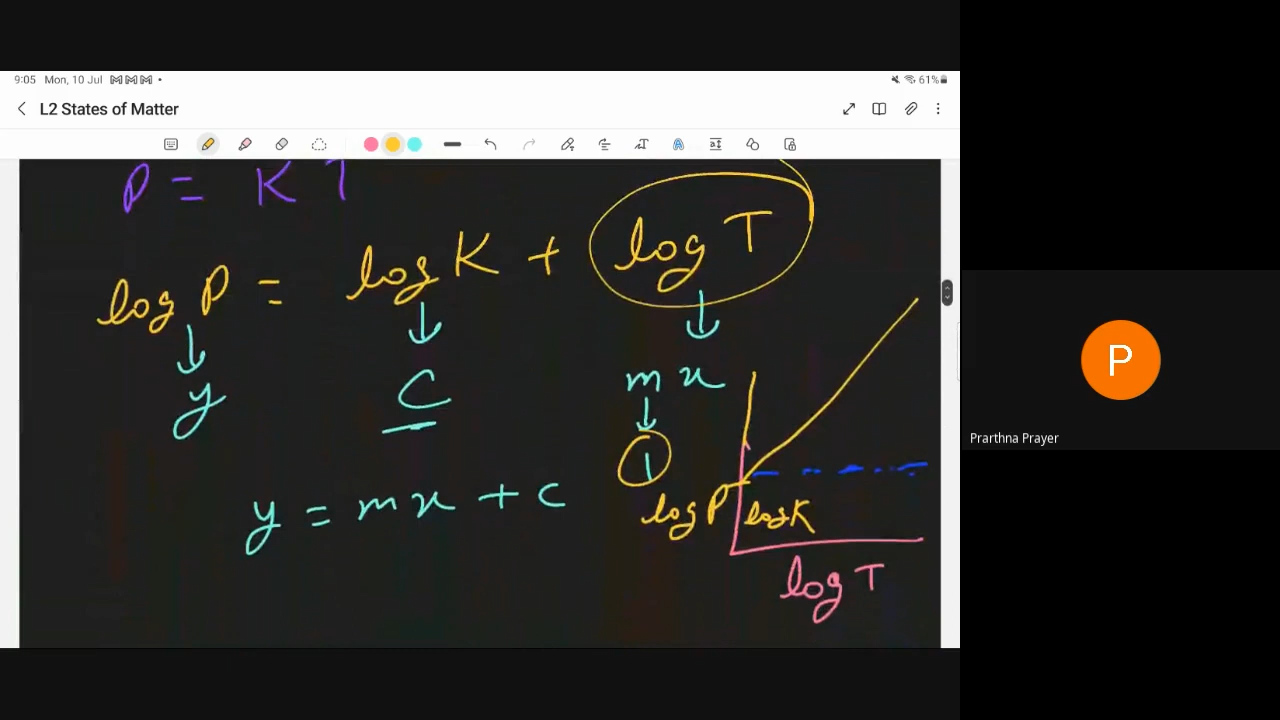 9:05 Mon, 10 Jul
61%
L2 States of Matter
P = K T
log P = log K + log T
y C m x
1
y = mx + c
log P log K
log T
P
Prarthna Prayer